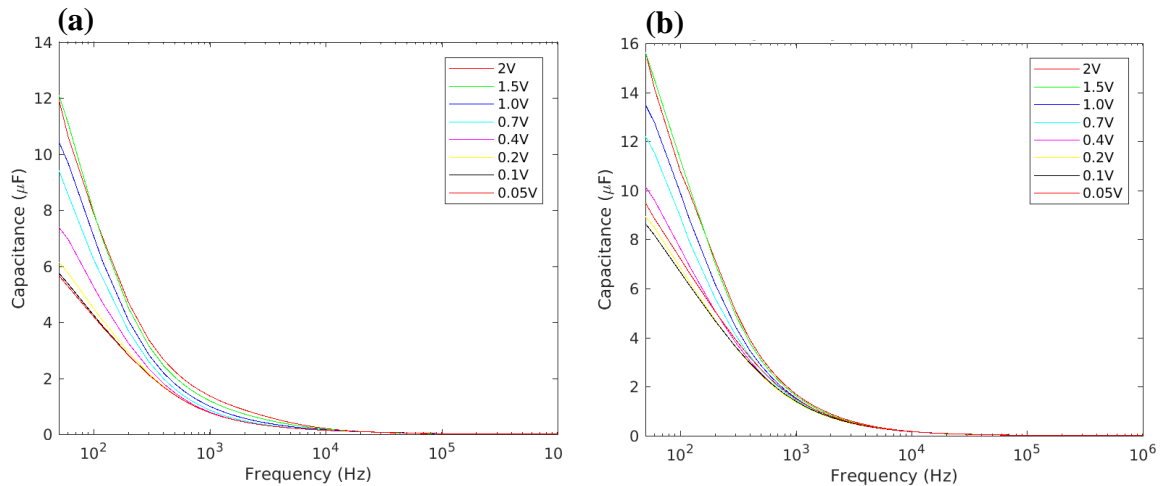 (a)
14
12
10
8
6
4
2
0
Capacitance (μF)
10² 10³ 10⁴ 10⁵ 10
Frequency (Hz)
2V
1.5V
1.0V
0.7V
0.4V
0.2V
0.1V
0.05V
(b)
16
14
12
10
8
6
4
2
0
Capacitance (μF)
10² 10³ 10⁴ 10⁵ 10⁶
Frequency (Hz)
2V
1.5V
1.0V
0.7V
0.4V
0.2V
0.1V
0.05V